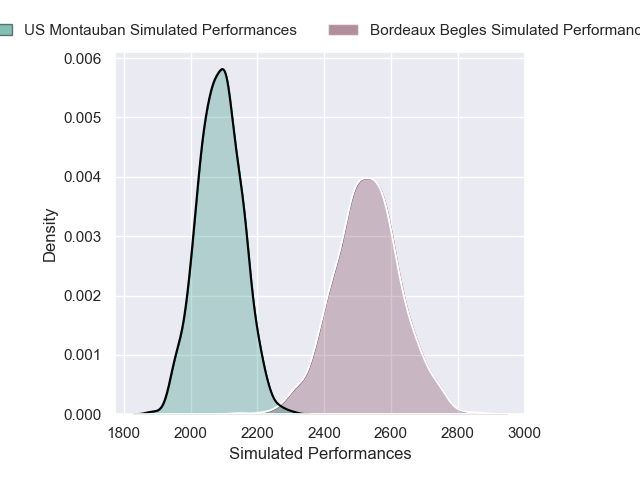 US Montauban Simulated Performances
Bordeaux Begles Simulated
0.006
0.005
0.004
0.003
0.002
0.001
0.000
Density
1800 2000 2200 2400 2600 2800 3000
Simulated Performances